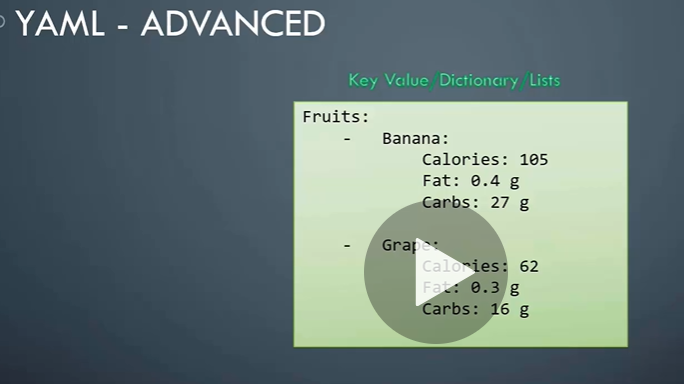 YAML - ADVANCED
Key Value/Dictionary/Lists
Fruits:
- Banana:
Calories: 105
Fat: 0.4 g
Carbs: 27 g
- Grape:
Calories: 62
Fat: 0.3 g
Carbs: 16 g